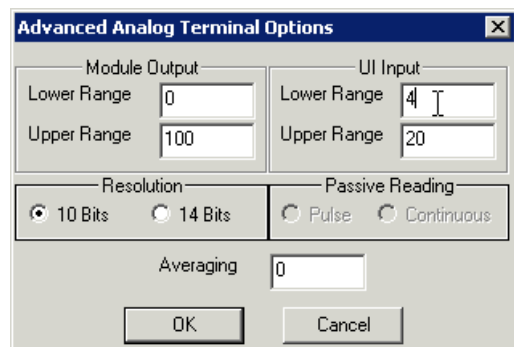 Advanced Analog Terminal Options
Module Output
Lower Range 0
Upper Range 100
UI Input
Lower Range 4
Upper Range 20
Resolution
10 Bits 14 Bits
Passive Reading
Pulse Continuous
Averaging 0
OK Cancel